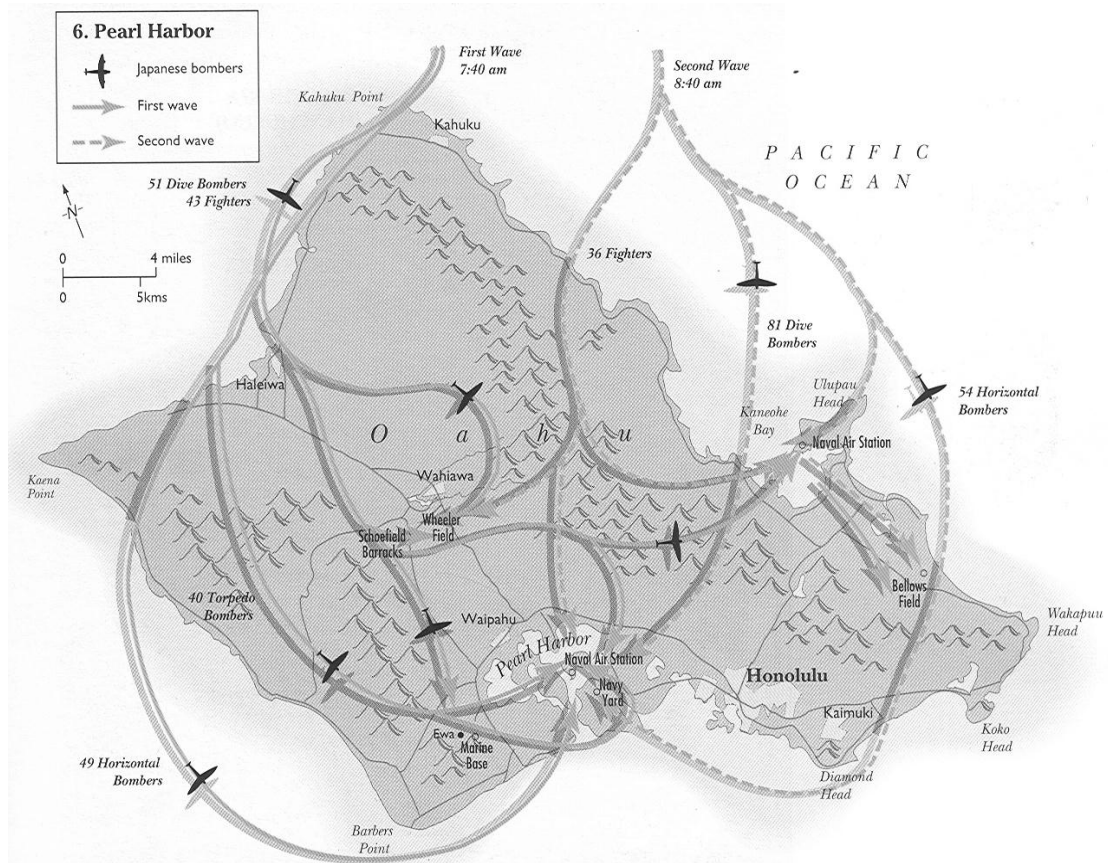 6. Pearl Harbor
Japanese bombers
First wave
Second wave
First Wave
7:40 am
Second Wave
8:40 am
Kahuku Point
Kahuku
PACIFIC
OCEAN
51 Dive Bombers
43 Fighters
-N-
0 4 miles
0 5kms
36 Fighters
81 Dive
Bombers
54 Horizontal
Bombers
Haleiwa
Ulupau
Head
Kaneohe
Bay
Naval Air Station
Oahu
Kaena
Point
Wahiawa
Wheeler
Field
Schoefield
Barracks
40 Torpedo
Bombers
Bellows
Field
Waipahu
Wakapuu
Head
Pearl Harbor
Naval Air Station
Navy
Yard
Honolulu
Kaimuki
Koko
Head
Ewa
Marine
Base
49 Horizontal
Bombers
Diamond
Head
Barbers
Point